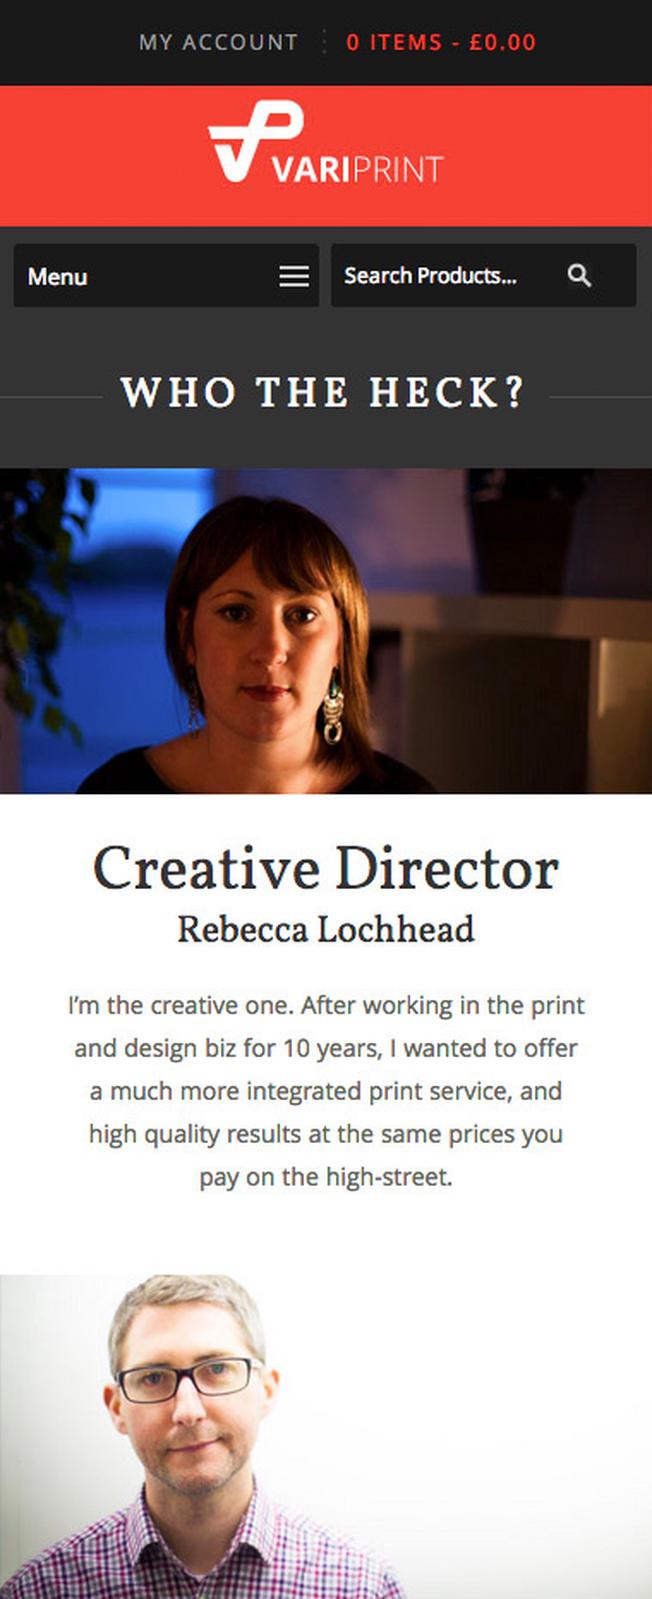 MY ACCOUNT 0 ITEMS - £0.00
VARIPRINT
Menu Search Products...
WHO THE HECK?
Creative Director
Rebecca Lochhead
I'm the creative one. After working in the print
and design biz for 10 years, I wanted to offer
a much more integrated print service, and
high quality results at the same prices you
pay on the high-street.